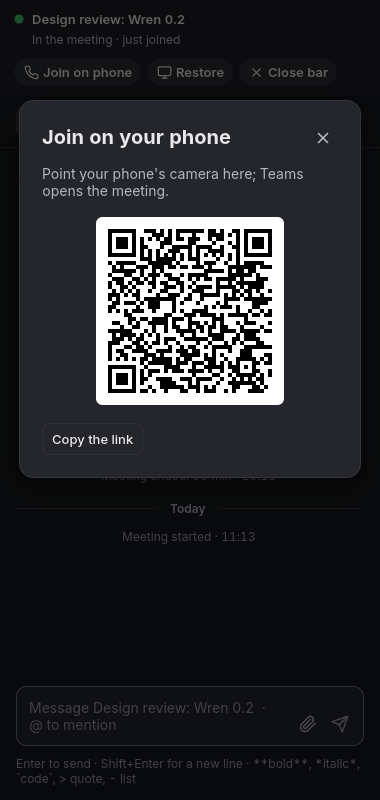 Design review: Wren 0.2
In the meeting · just joined
Join on phone
Restore
Close bar
Join on your phone
Point your phone's camera here; Teams
opens the meeting.
Copy the link
Today
Meeting started · 11:13
Message Design review: Wren 0.2 ·
@ to mention
Enter to send · Shift+Enter for a new line · **bold**, *italic*,
`code`, > quote, - list